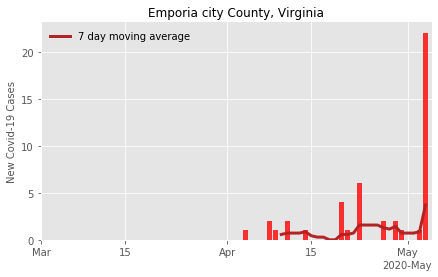 Emporia city County, Virginia
7 day moving average
New Covid-19 Cases
20
15
10
5
0
Mar
15
Apr
15
May
2020-May